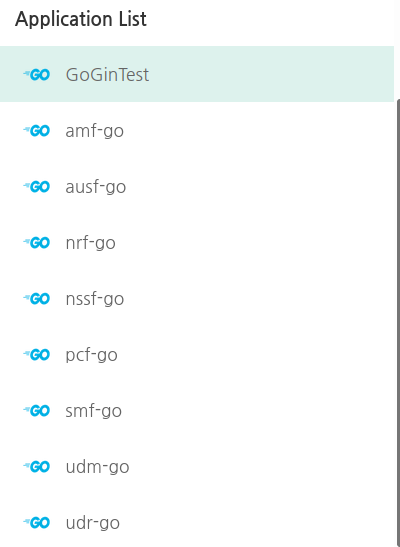 Application List
GO GoGinTest
GO amf-go
GO ausf-go
GO nrf-go
GO nssf-go
GO pcf-go
GO smf-go
GO udm-go
GO udr-go